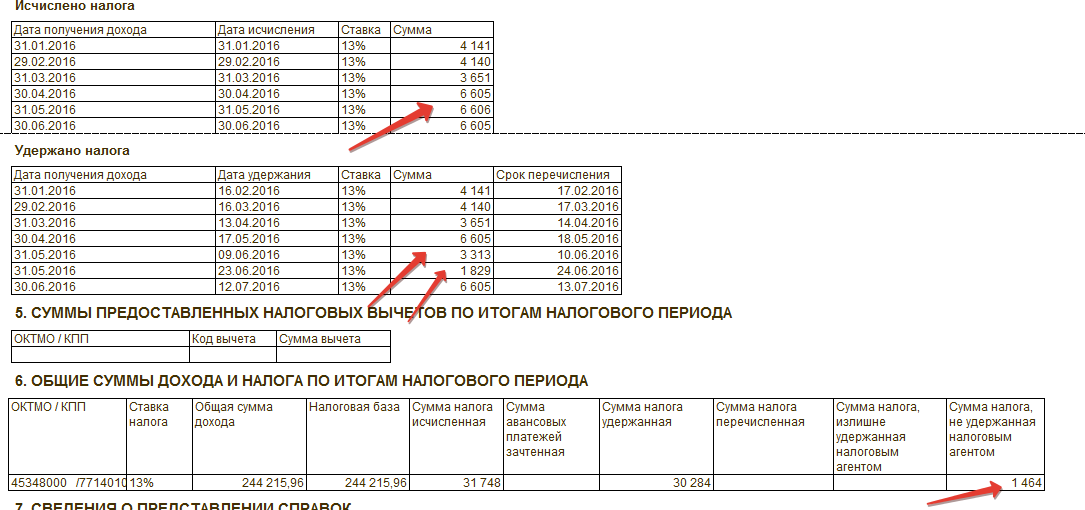 Исчислено налога
Дата получения дохода Дата исчисления Ставка Сумма
31.01.2016 31.01.2016 13% 4 141
29.02.2016 29.02.2016 13% 4 140
31.03.2016 31.03.2016 13% 3 651
30.04.2016 30.04.2016 13% 6 605
31.05.2016 31.05.2016 13% 6 606
30.06.2016 30.06.2016 13% 6 605
Удержано налога
Дата получения дохода Дата удержания Ставка Сумма Срок перечисления
31.01.2016 16.02.2016 13% 4 141 17.02.2016
29.02.2016 16.03.2016 13% 4 140 17.03.2016
31.03.2016 13.04.2016 13% 3 651 14.04.2016
30.04.2016 17.05.2016 13% 6 605 18.05.2016
31.05.2016 09.06.2016 13% 3 313 10.06.2016
31.05.2016 23.06.2016 13% 1 829 24.06.2016
30.06.2016 12.07.2016 13% 6 605 13.07.2016
5. СУММЫ ПРЕДОСТАВЛЕННЫХ НАЛОГОВЫХ ВЫЧЕТОВ ПО ИТОГАМ НАЛОГОВОГО ПЕРИОДА
ОКТМО / КПП Код вычета Сумма вычета
6. ОБЩИЕ СУММЫ ДОХОДА И НАЛОГА ПО ИТОГАМ НАЛОГОВОГО ПЕРИОДА
ОКТМО / КПП Ставка Общая сумма Налоговая база Сумма налога Сумма Сумма налога Сумма налога Сумма налога, Сумма налога,
налога дохода исчисленная авансовых удержанная перечисленная излишне не удержанная
платежей удержанная налоговым
зачтенная налоговым агентом
агентом
45348000 /7714010 13% 244 215,96 244 215,96 31 748 30 284 1 464
7. СВЕДЕНИЯ О ПРЕДСТАВЛЕНИИ СПРАВОК